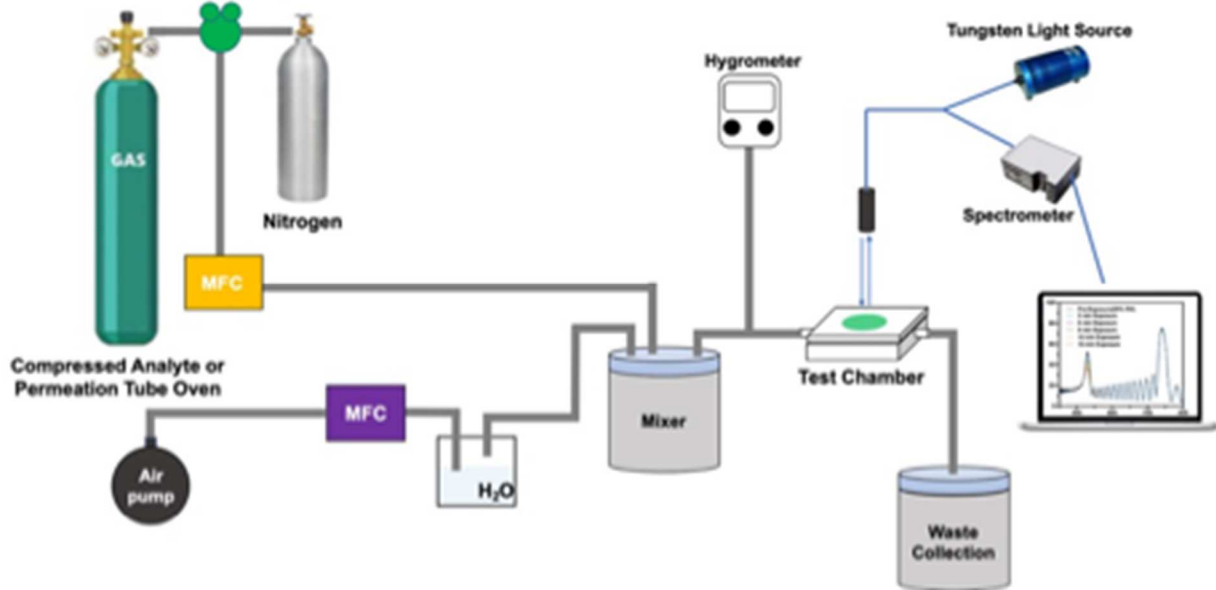 Tungsten Light Source
Hygrometer
GAS
Nitrogen
Spectrometer
MFC
Compressed Analyte or
Permeation Tube Oven
Test Chamber
MFC
Mixer
Air
pump
H₂O
Waste
Collection